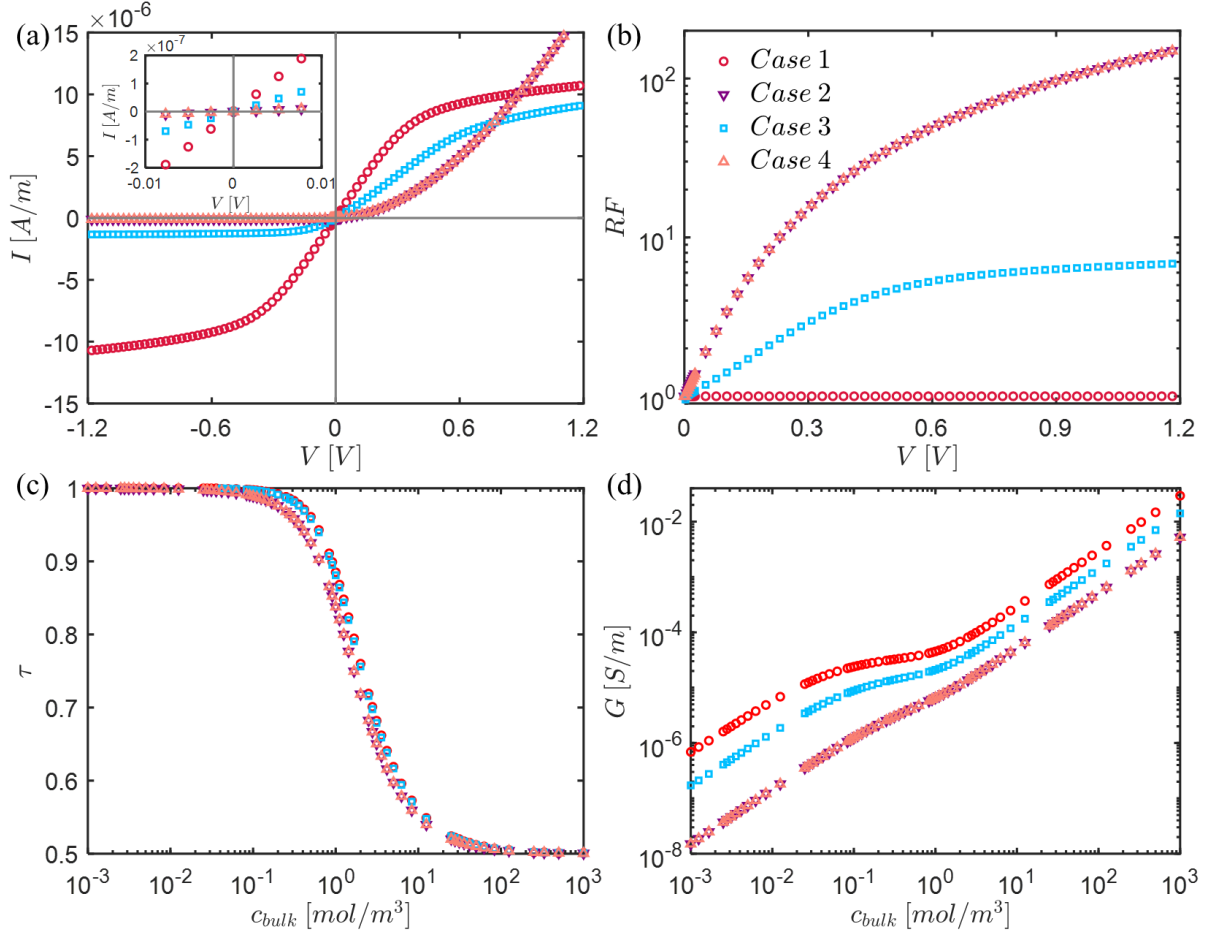 (a)
×10⁻⁶
15
10
5
0
-5
-10
-15
I [A/m]
-1.2 -0.6 0 0.6 1.2
V [V]
×10⁻⁷
2
1
0
-1
-2
I [A/m]
-0.01 0 0.01
V [V]
(b)
10²
10¹
10⁰
RF
Case 1
Case 2
Case 3
Case 4
0 0.3 0.6 0.9 1.2
V [V]
(c)
1
0.9
0.8
0.7
0.6
0.5
τ
10⁻³ 10⁻² 10⁻¹ 10⁰ 10¹ 10² 10³
c_bulk [mol/m³]
(d)
10⁻²
10⁻⁴
10⁻⁶
10⁻⁸
G [S/m]
10⁻³ 10⁻² 10⁻¹ 10⁰ 10¹ 10² 10³
c_bulk [mol/m³]